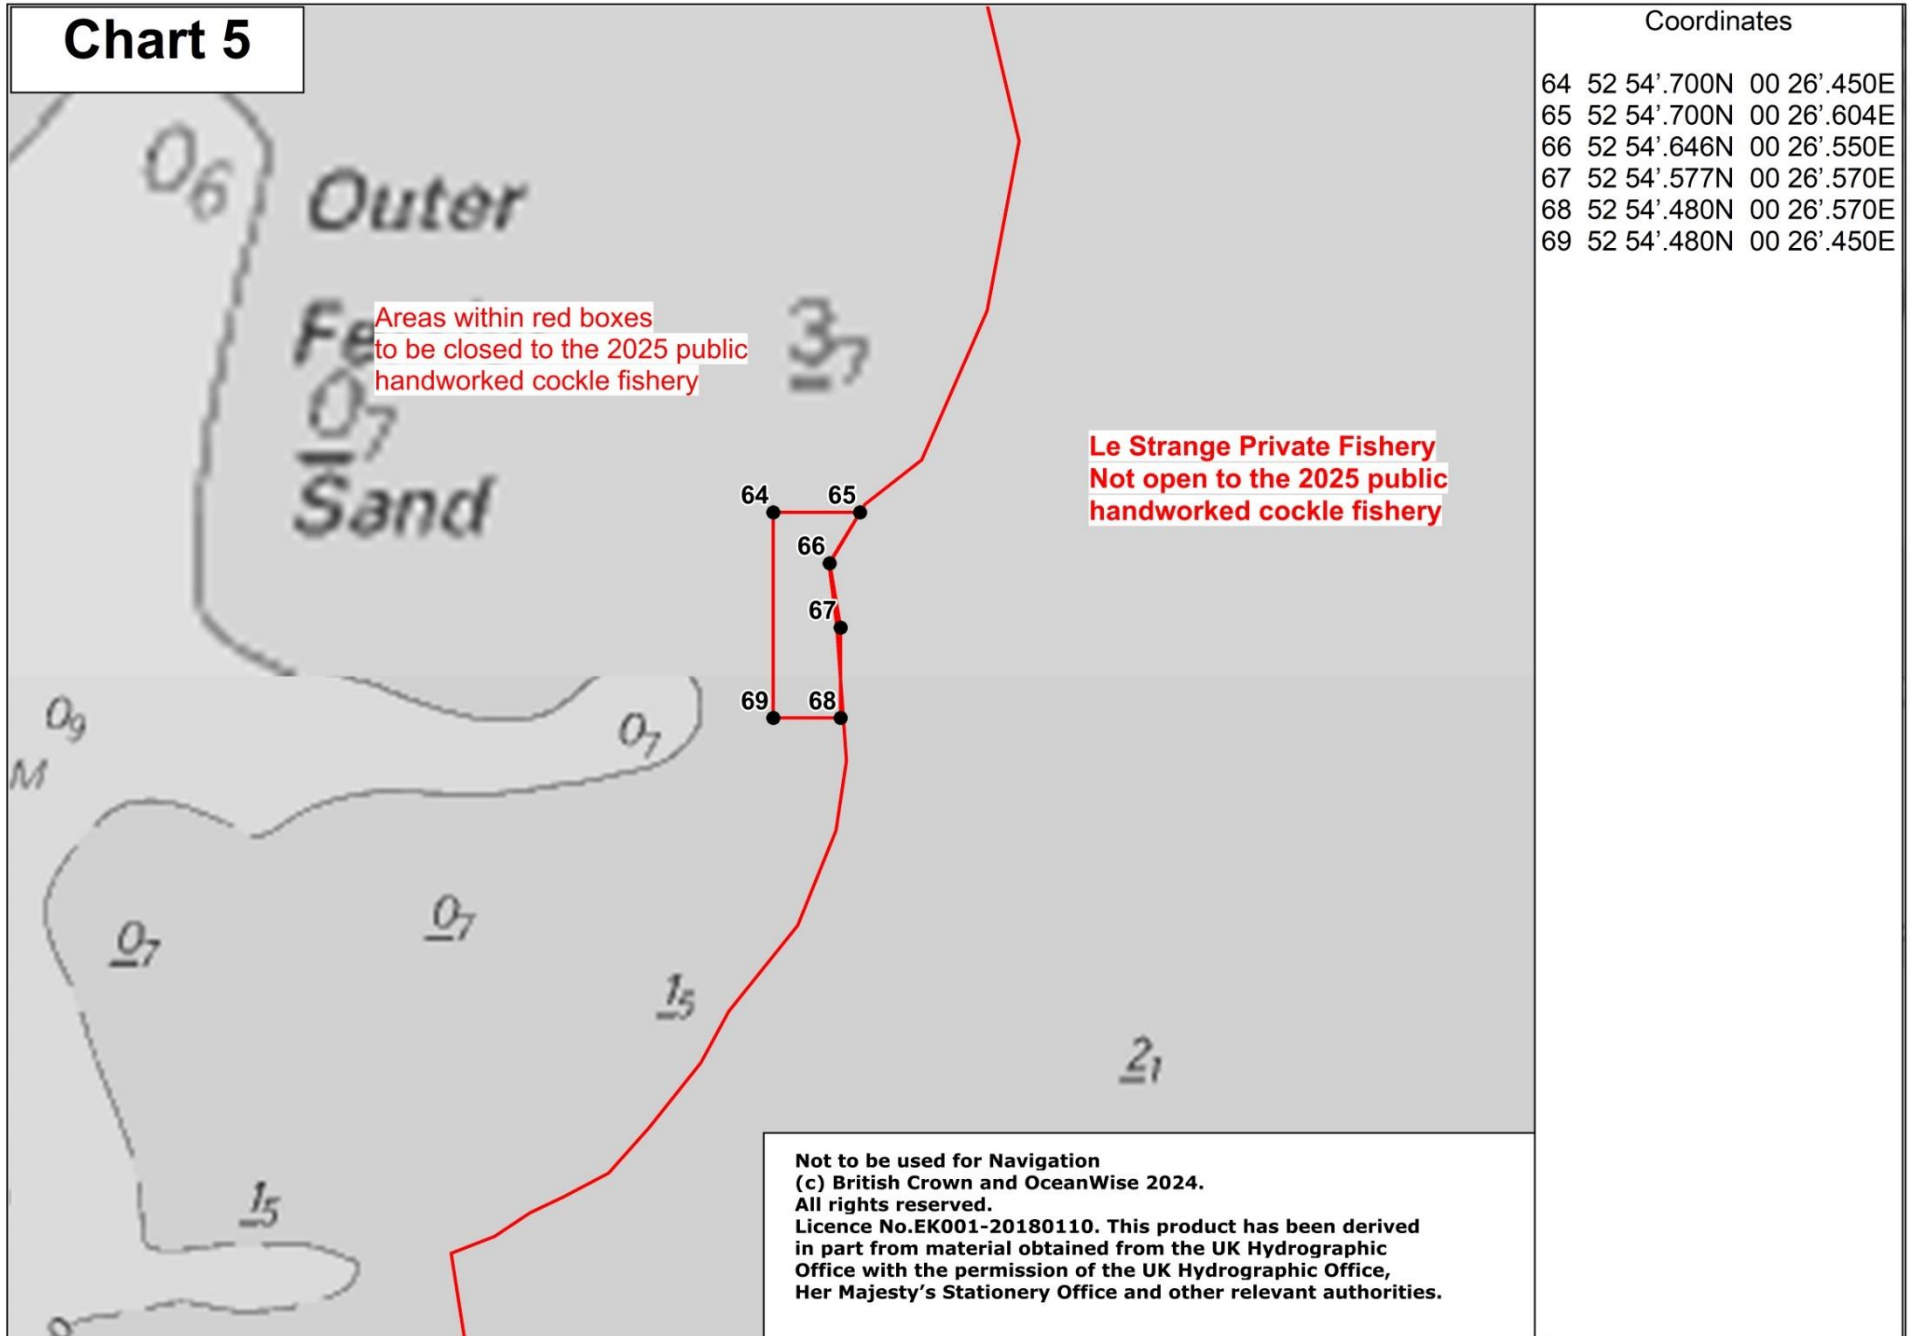 Chart 5
Coordinates
64 52 54'.700N 00 26'.450E
65 52 54'.700N 00 26'.604E
66 52 54'.646N 00 26'.550E
67 52 54'.577N 00 26'.570E
68 52 54'.480N 00 26'.570E
69 52 54'.480N 00 26'.450E
0₆
Outer
Areas within red boxes
to be closed to the 2025 public
handworked cockle fishery
3₇
0₇
Sand
Le Strange Private Fishery
Not open to the 2025 public
handworked cockle fishery
64
65
66
67
69
68
0₉
0₇
M
0₇
0₇
1₅
2₁
1₅
Not to be used for Navigation
(c) British Crown and OceanWise 2024.
All rights reserved.
Licence No.EK001-20180110. This product has been derived
in part from material obtained from the UK Hydrographic
Office with the permission of the UK Hydrographic Office,
Her Majesty's Stationery Office and other relevant authorities.